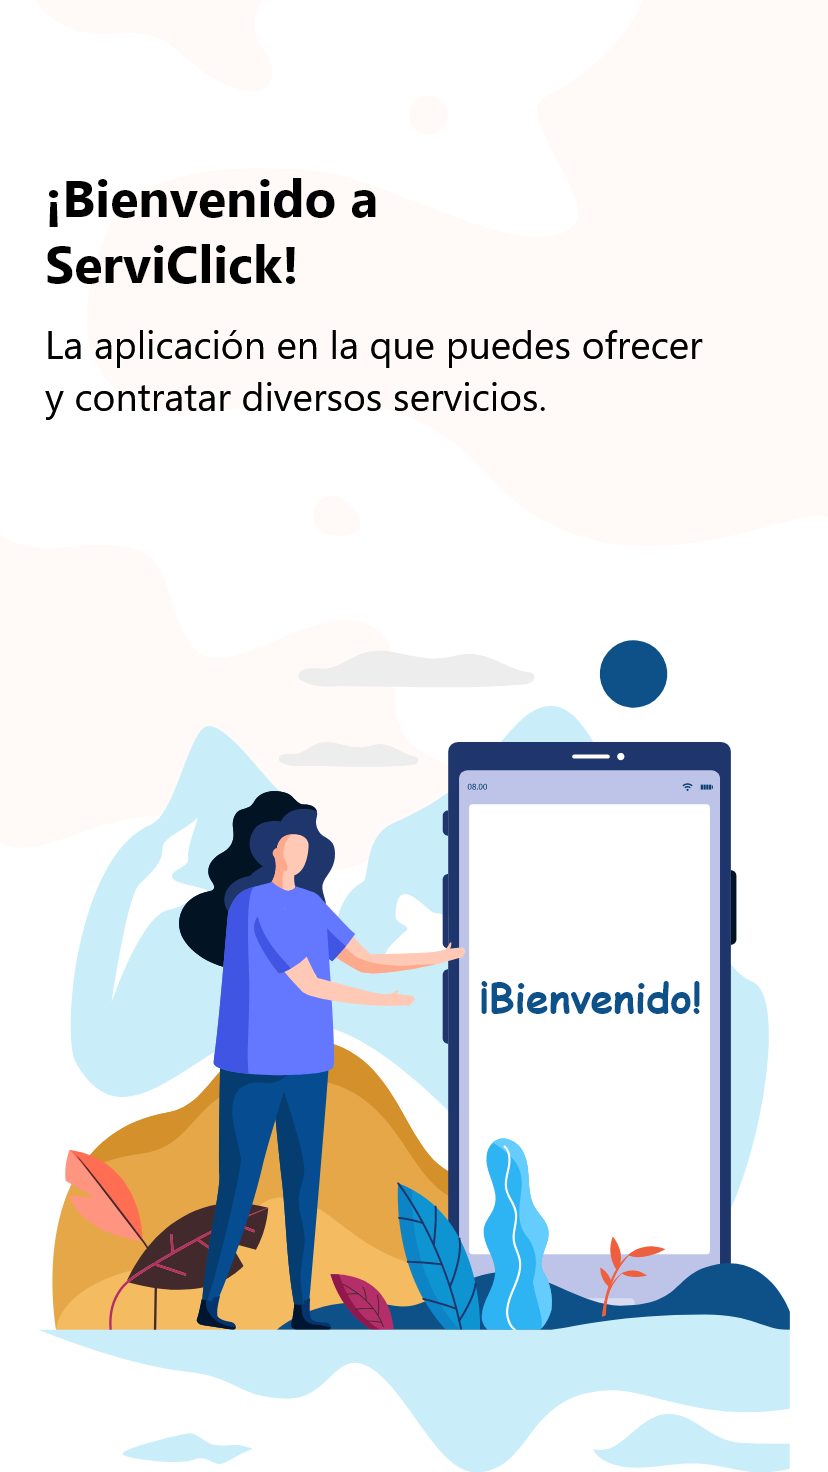 ¡Bienvenido a
ServiClick!
La aplicación en la que puedes ofrecer
y contratar diversos servicios.
08.00
¡Bienvenido!